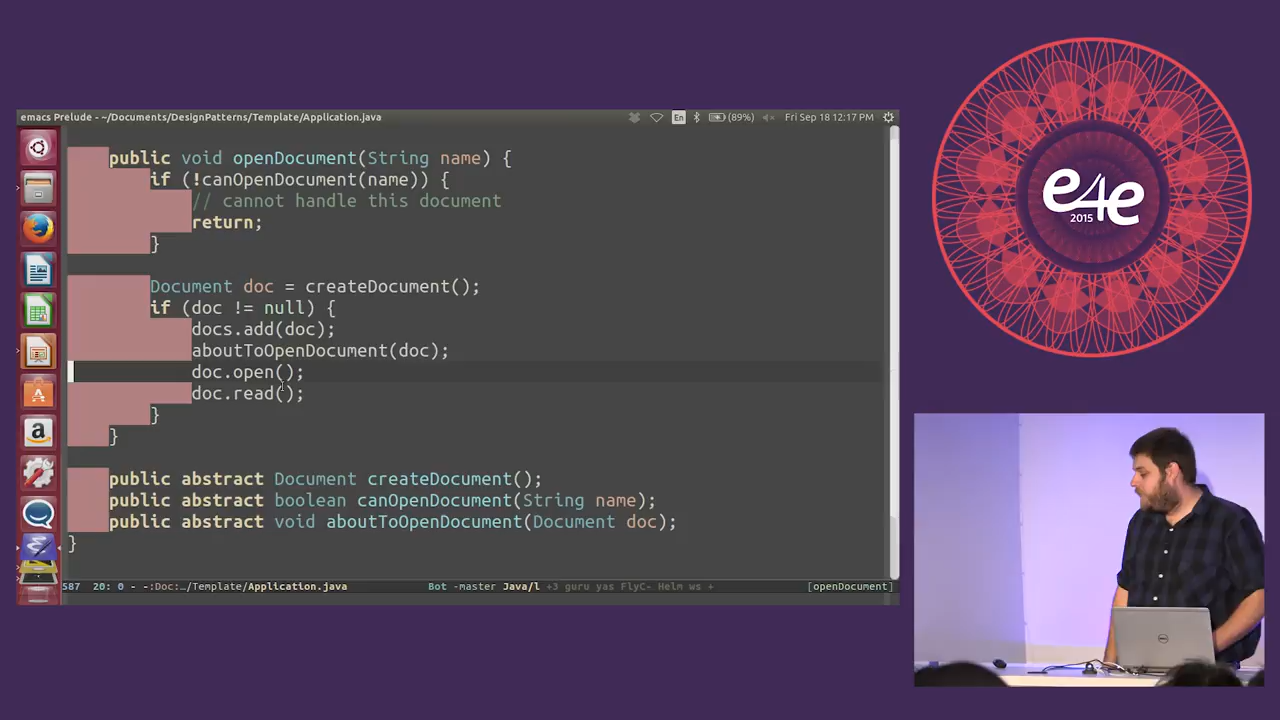 emacs Prelude - ~/Documents/DesignPatterns/Template/Application.java
En
(89%)
Fri Sep 18 12:17 PM
public void openDocument(String name) {
if (!canOpenDocument(name)) {
// cannot handle this document
return;
}
Document doc = createDocument();
if (doc != null) {
docs.add(doc);
aboutToOpenDocument(doc);
doc.open();
doc.read();
}
}
public abstract Document createDocument();
public abstract boolean canOpenDocument(String name);
public abstract void aboutToOpenDocument(Document doc);
}
587 20: 0 - -:Doc:…/Template/Application.java Bot -master Java/l +3 guru yas FlyC- Helm ws + [openDocument]
e4e
2015